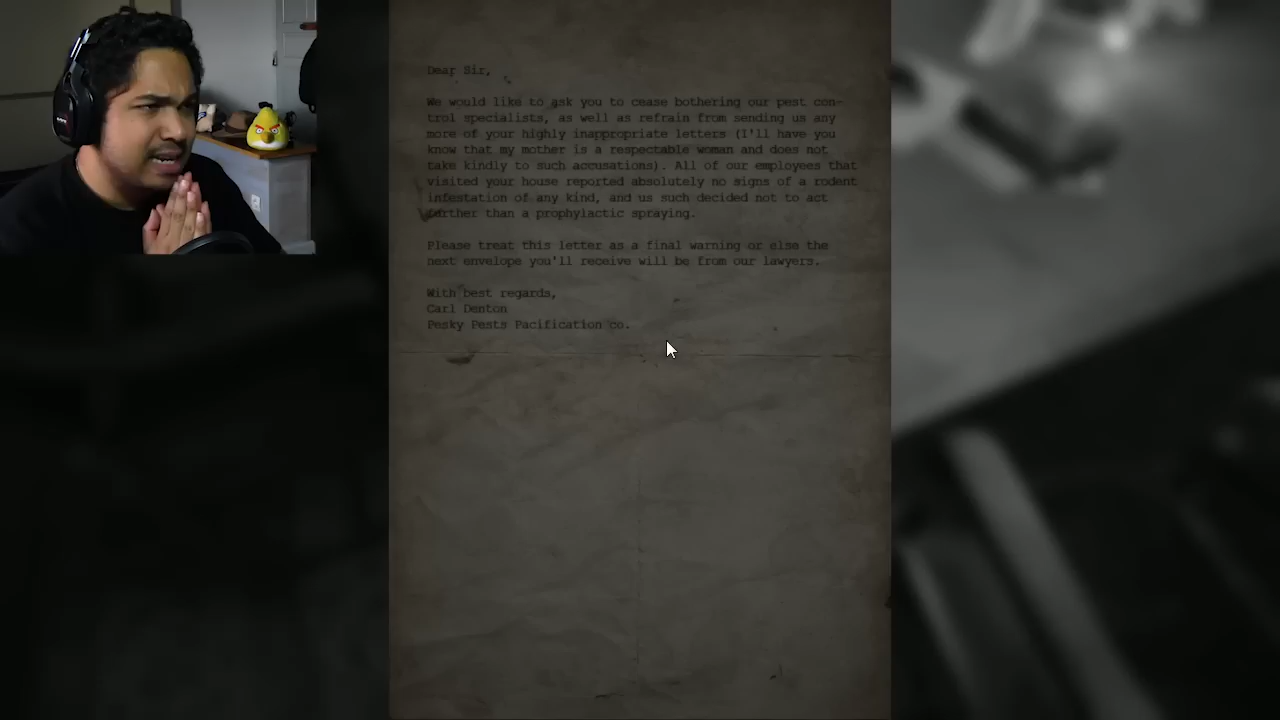 Dear Sir,
We would like to ask you to cease bothering our pest con-
trol specialists, as well as refrain from sending us any
more of your highly inappropriate letters (I'll have you
know that my mother is a respectable woman and does not
take kindly to such accusations). All of our employees that
visited your house reported absolutely no signs of a rodent
infestation of any kind, and us such decided not to act
farther than a prophylactic spraying.
Please treat this letter as a final warning or else the
next envelope you'll receive will be from our lawyers.
With best regards,
Carl Denton
Pesky Pests Pacification co.